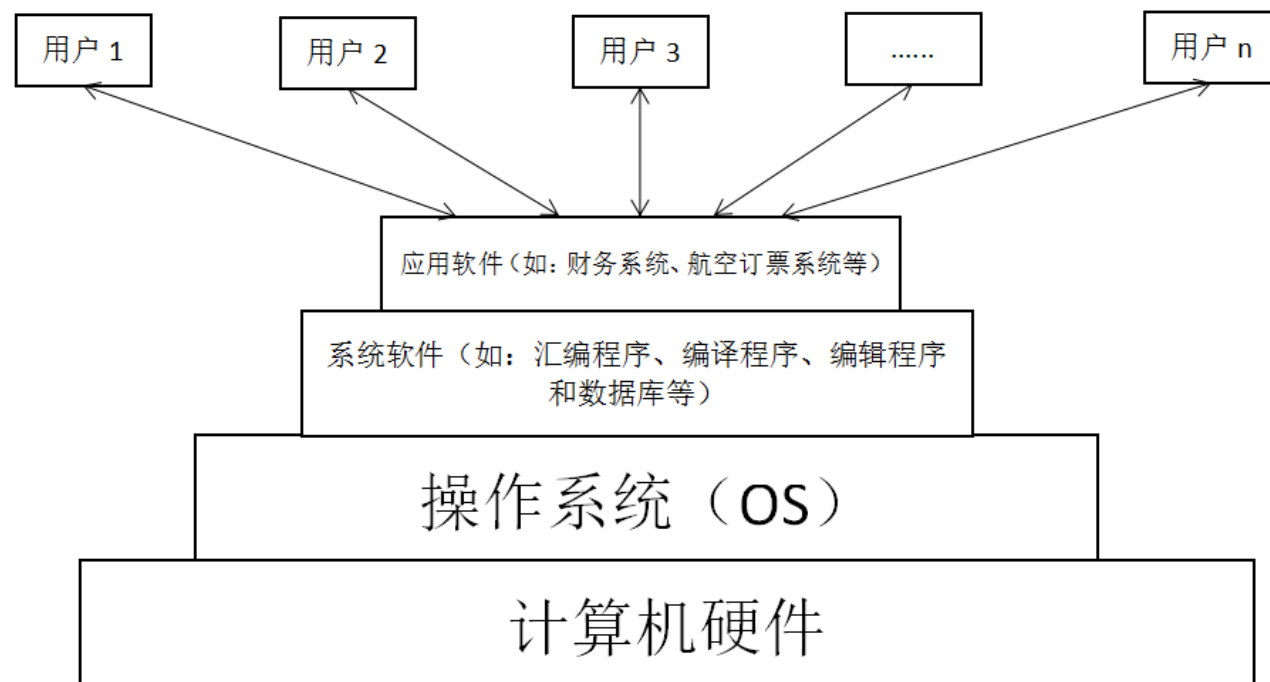 用户 1
用户 2
用户 3
......
用户 n
应用软件（如：财务系统、航空订票系统等）
系统软件（如：汇编程序、编译程序、编辑程序
和数据库等）
操作系统（OS）
计算机硬件